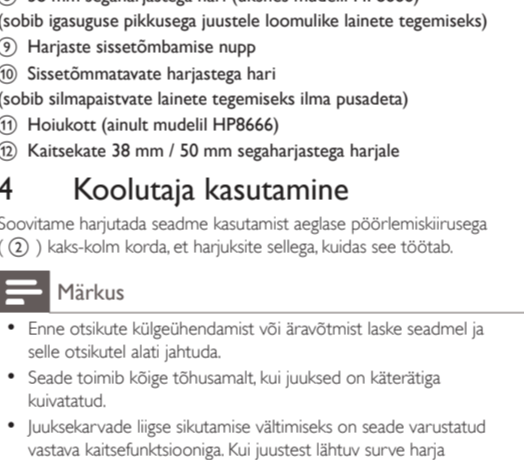 (sobib igasuguse pikkusega juustele loomulike lainete tegemiseks)
⑨ Harjaste sissetõmbamise nupp
⑩ Sissetõmmatavate harjastega hari
(sobib silmapaistvate lainete tegemiseks ilma pusadeta)
⑪ Hoiukott (ainult mudelil HP8666)
⑫ Kaitsekate 38 mm / 50 mm segaharjastega harjale
4 Koolutaja kasutamine
Soovitame harjutada seadme kasutamist aeglase pöörlemiskiirusega
( ② ) kaks-kolm korda, et harjuksite sellega, kuidas see töötab.
Märkus
• Enne otsikute külgeühendamist või äravõtmist laske seadmel ja
selle otsikutel alati jahtuda.
• Seade toimib kõige tõhusamalt, kui juuksed on käterätiga
kuivatatud.
• Juuksekarvade liigse sikutamise vältimiseks on seade varustatud
vastava kaitsefunktsiooniga. Kui juustest lähtuv surve harja